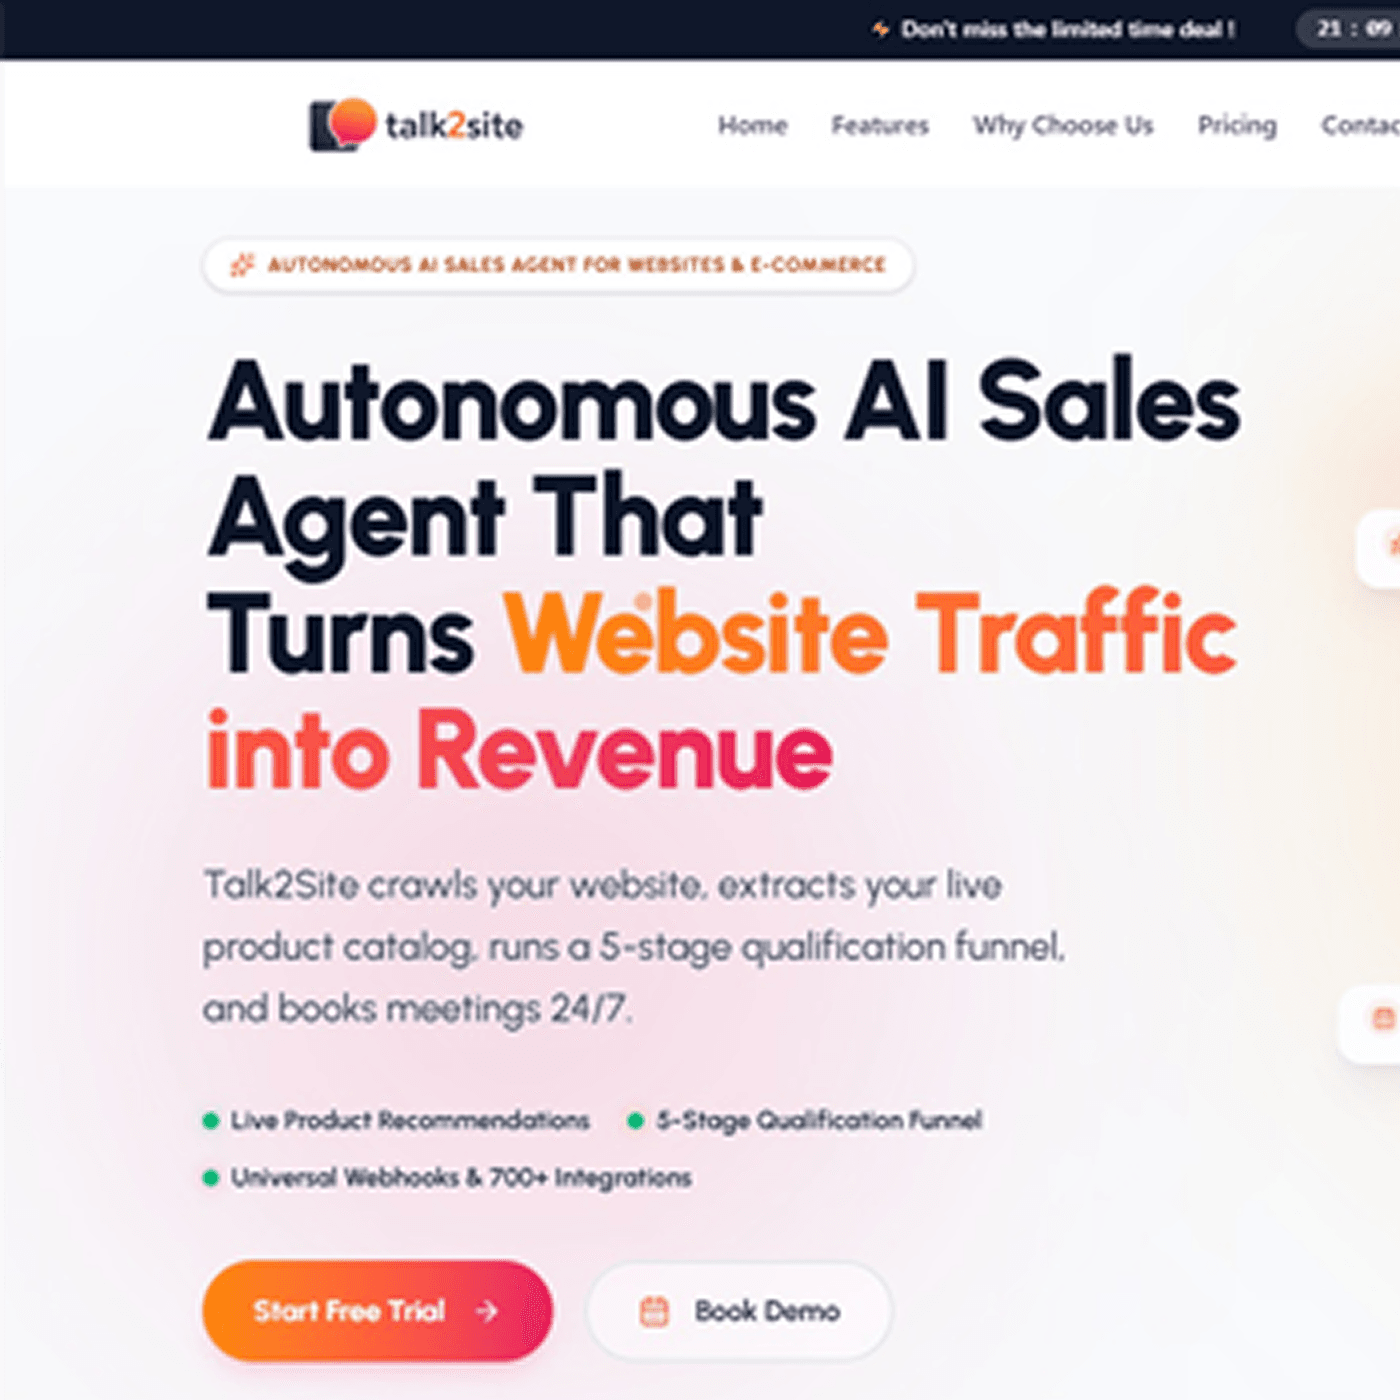 Don't miss the limited time deal !
21 : 09
talk2site
Home
Features
Why Choose Us
Pricing
Contac
AUTONOMOUS AI SALES AGENT FOR WEBSITES & E-COMMERCE
Autonomous AI Sales
Agent That
Turns Website Traffic
into Revenue
Talk2Site crawls your website, extracts your live
product catalog, runs a 5-stage qualification funnel,
and books meetings 24/7.
Live Product Recommendations
5-Stage Qualification Funnel
Universal Webhooks & 700+ Integrations
Start Free Trial →
Book Demo